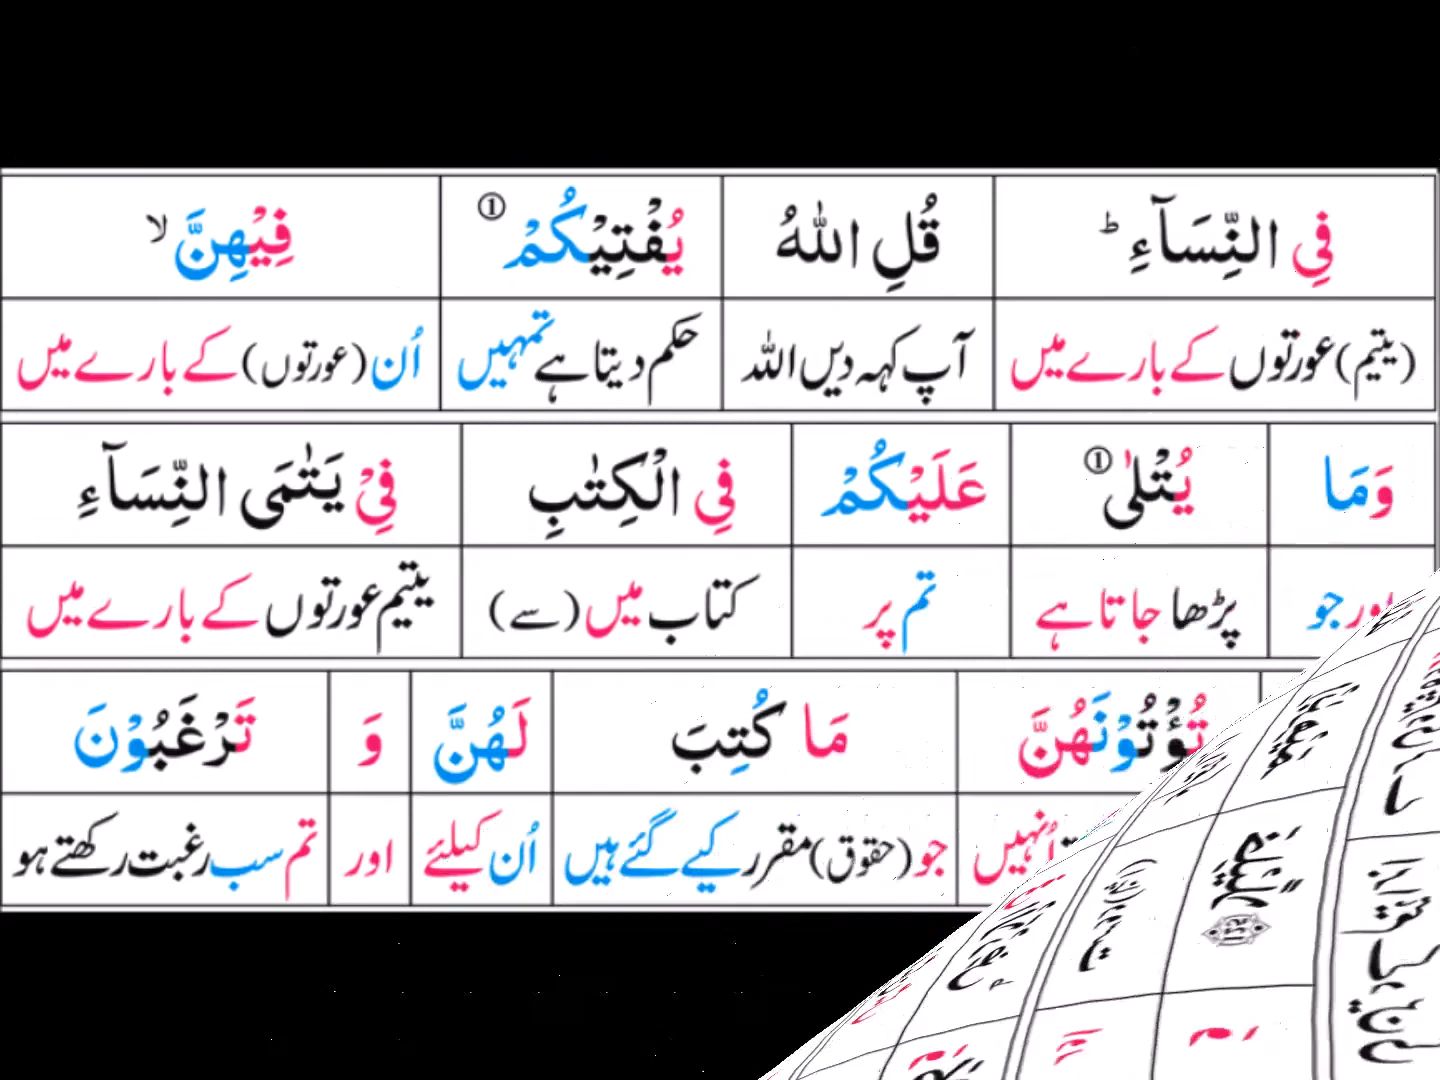 فِي النِّسَآءِ ؕ قُلِ اللّٰهُ يُفْتِيْكُمْ ① فِيْهِنَّ ۙ
(یتیم) عورتوں کے بارے میں آپ کہہ دیں اللہ حکم دیتا ہے تمہیں اُن (عورتوں) کے بارے میں
وَمَا يُتْلٰى ① عَلَيْكُمْ فِي الْكِتٰبِ فِيْ يَتٰمَى النِّسَآءِ
اور جو پڑھا جاتا ہے تم پر کتاب میں (سے) یتیم عورتوں کے بارے میں
تُؤْتُوْنَهُنَّ مَا كُتِبَ لَهُنَّ وَ تَرْغَبُوْنَ
اُنہیں جو (حقوق) مقرر کیے گئے ہیں اُن کیلئے اور تم سب رغبت رکھتے ہو